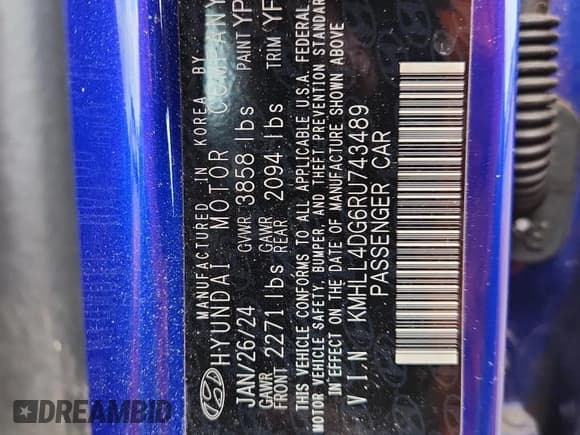 MANUFACTURED IN KOREA BY
HYUNDAI MOTOR COMPANY
JAN/26/24 GVWR 3858 lbs PAINT YP
GAWR FRONT 2271 lbs GAWR REAR 2094 lbs TRIM YF
THIS VEHICLE CONFORMS TO ALL APPLICABLE U.S.A. FEDERAL
MOTOR VEHICLE SAFETY, BUMPER, AND THEFT PREVENTION STANDAR
IN EFFECT ON THE DATE OF MANUFACTURE SHOWN ABOVE
V.I.N KMHLL4DG6RU743489
PASSENGER CAR
DREAMBID